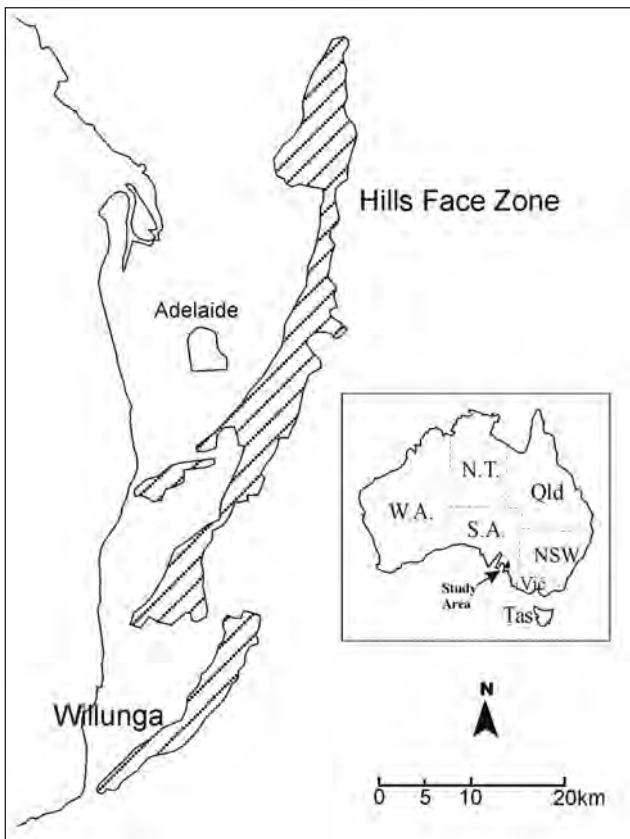 Hills Face Zone
Adelaide
N.T.
Qld
W.A.
S.A.
NSW
Vic
Study
Area
Tas
N
Willunga
0 5 10 20km